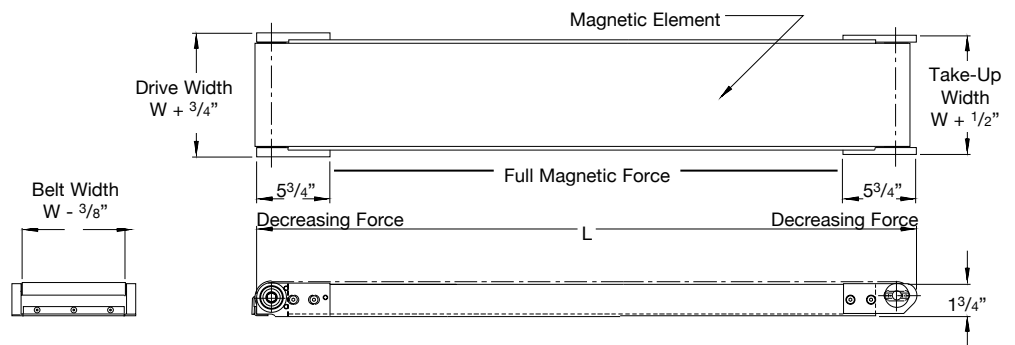 Magnetic Element
Drive Width
W + 3/4”
Take-Up
Width
W + 1/2”
Full Magnetic Force
5 3/4”
5 3/4”
Belt Width
W - 3/8”
Decreasing Force
Decreasing Force
L
1 3/4”